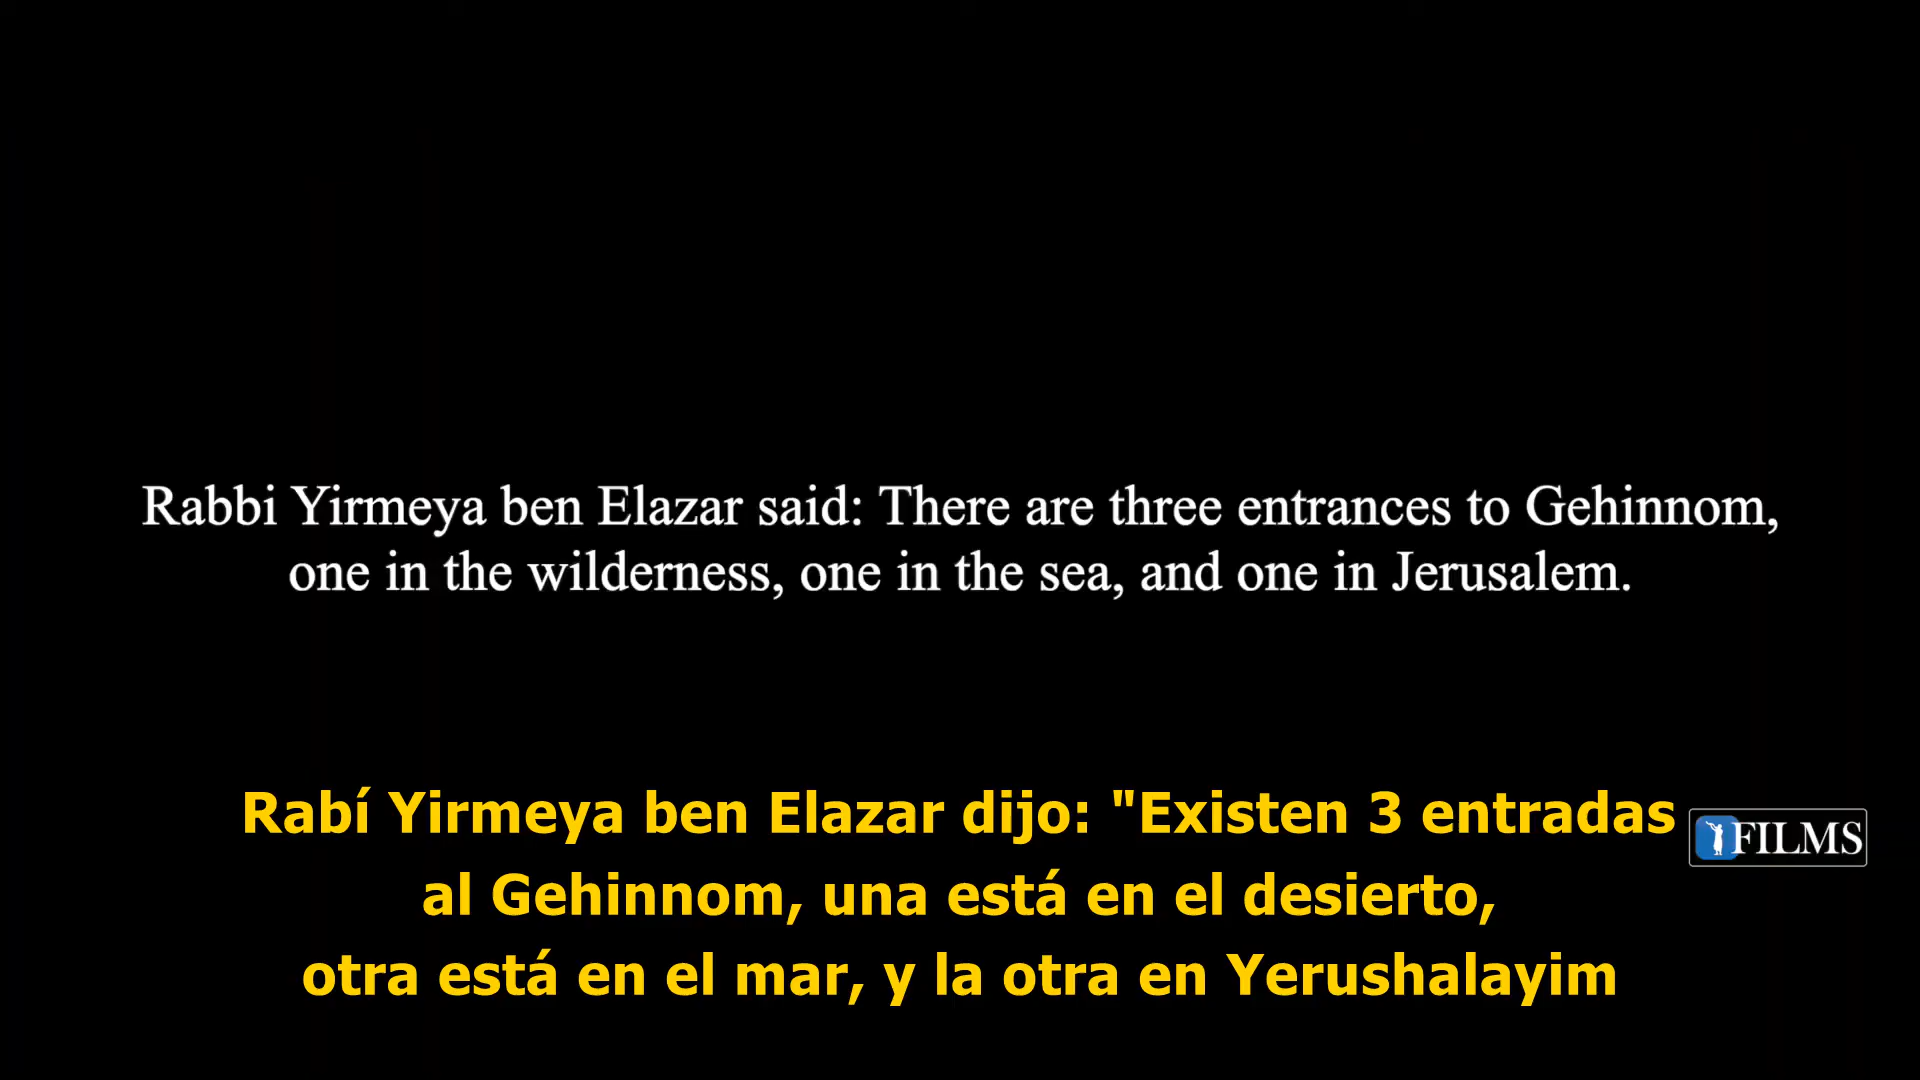 Rabbi Yirmeya ben Elazar said: There are three entrances to Gehinnom,
one in the wilderness, one in the sea, and one in Jerusalem.
Rabí Yirmeya ben Elazar dijo: "Existen 3 entradas
al Gehinnom, una está en el desierto,
otra está en el mar, y la otra en Yerushalayim
FILMS